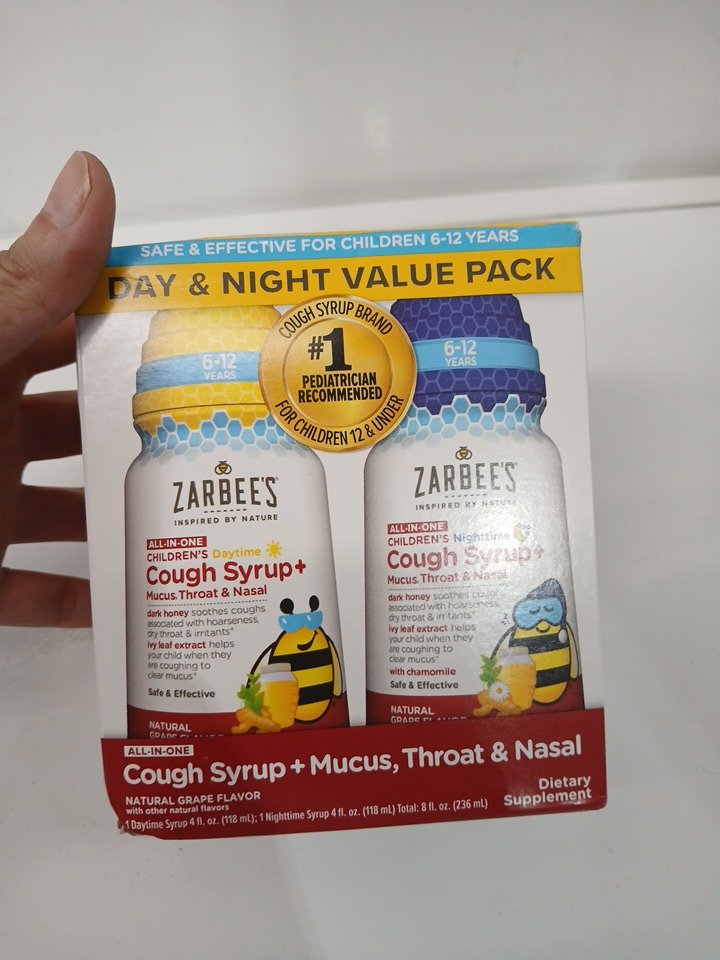 SAFE & EFFECTIVE FOR CHILDREN 6-12 YEARS
DAY & NIGHT VALUE PACK
COUGH SYRUP BRAND
#1
PEDIATRICIAN
RECOMMENDED
FOR CHILDREN 12 & UNDER
6-12
YEARS
ZARBEE'S
INSPIRED BY NATURE
ALL-IN-ONE
CHILDREN'S Daytime
Cough Syrup+
Mucus, Throat & Nasal
dark honey soothes coughs
associated with hoarseness,
dry throat & irritants*
ivy leaf extract helps
your child when they
are coughing to
clear mucus*
Safe & Effective
NATURAL
GRAPE FLAVOR
6-12
YEARS
ZARBEE'S
INSPIRED BY NATURE
ALL-IN-ONE
CHILDREN'S Nighttime
Cough Syrup+
Mucus, Throat & Nasal
dark honey soothes coughs
associated with hoarseness,
dry throat & irritants*
ivy leaf extract helps
your child when they
are coughing to
clear mucus*
with chamomile
Safe & Effective
NATURAL
GRAPE FLAVOR
ALL-IN-ONE
Cough Syrup + Mucus, Throat & Nasal
NATURAL GRAPE FLAVOR
with other natural flavors
1 Daytime Syrup 4 fl. oz. (118 mL); 1 Nighttime Syrup 4 fl. oz. (118 mL) Total: 8 fl. oz. (236 mL)
Dietary
Supplement